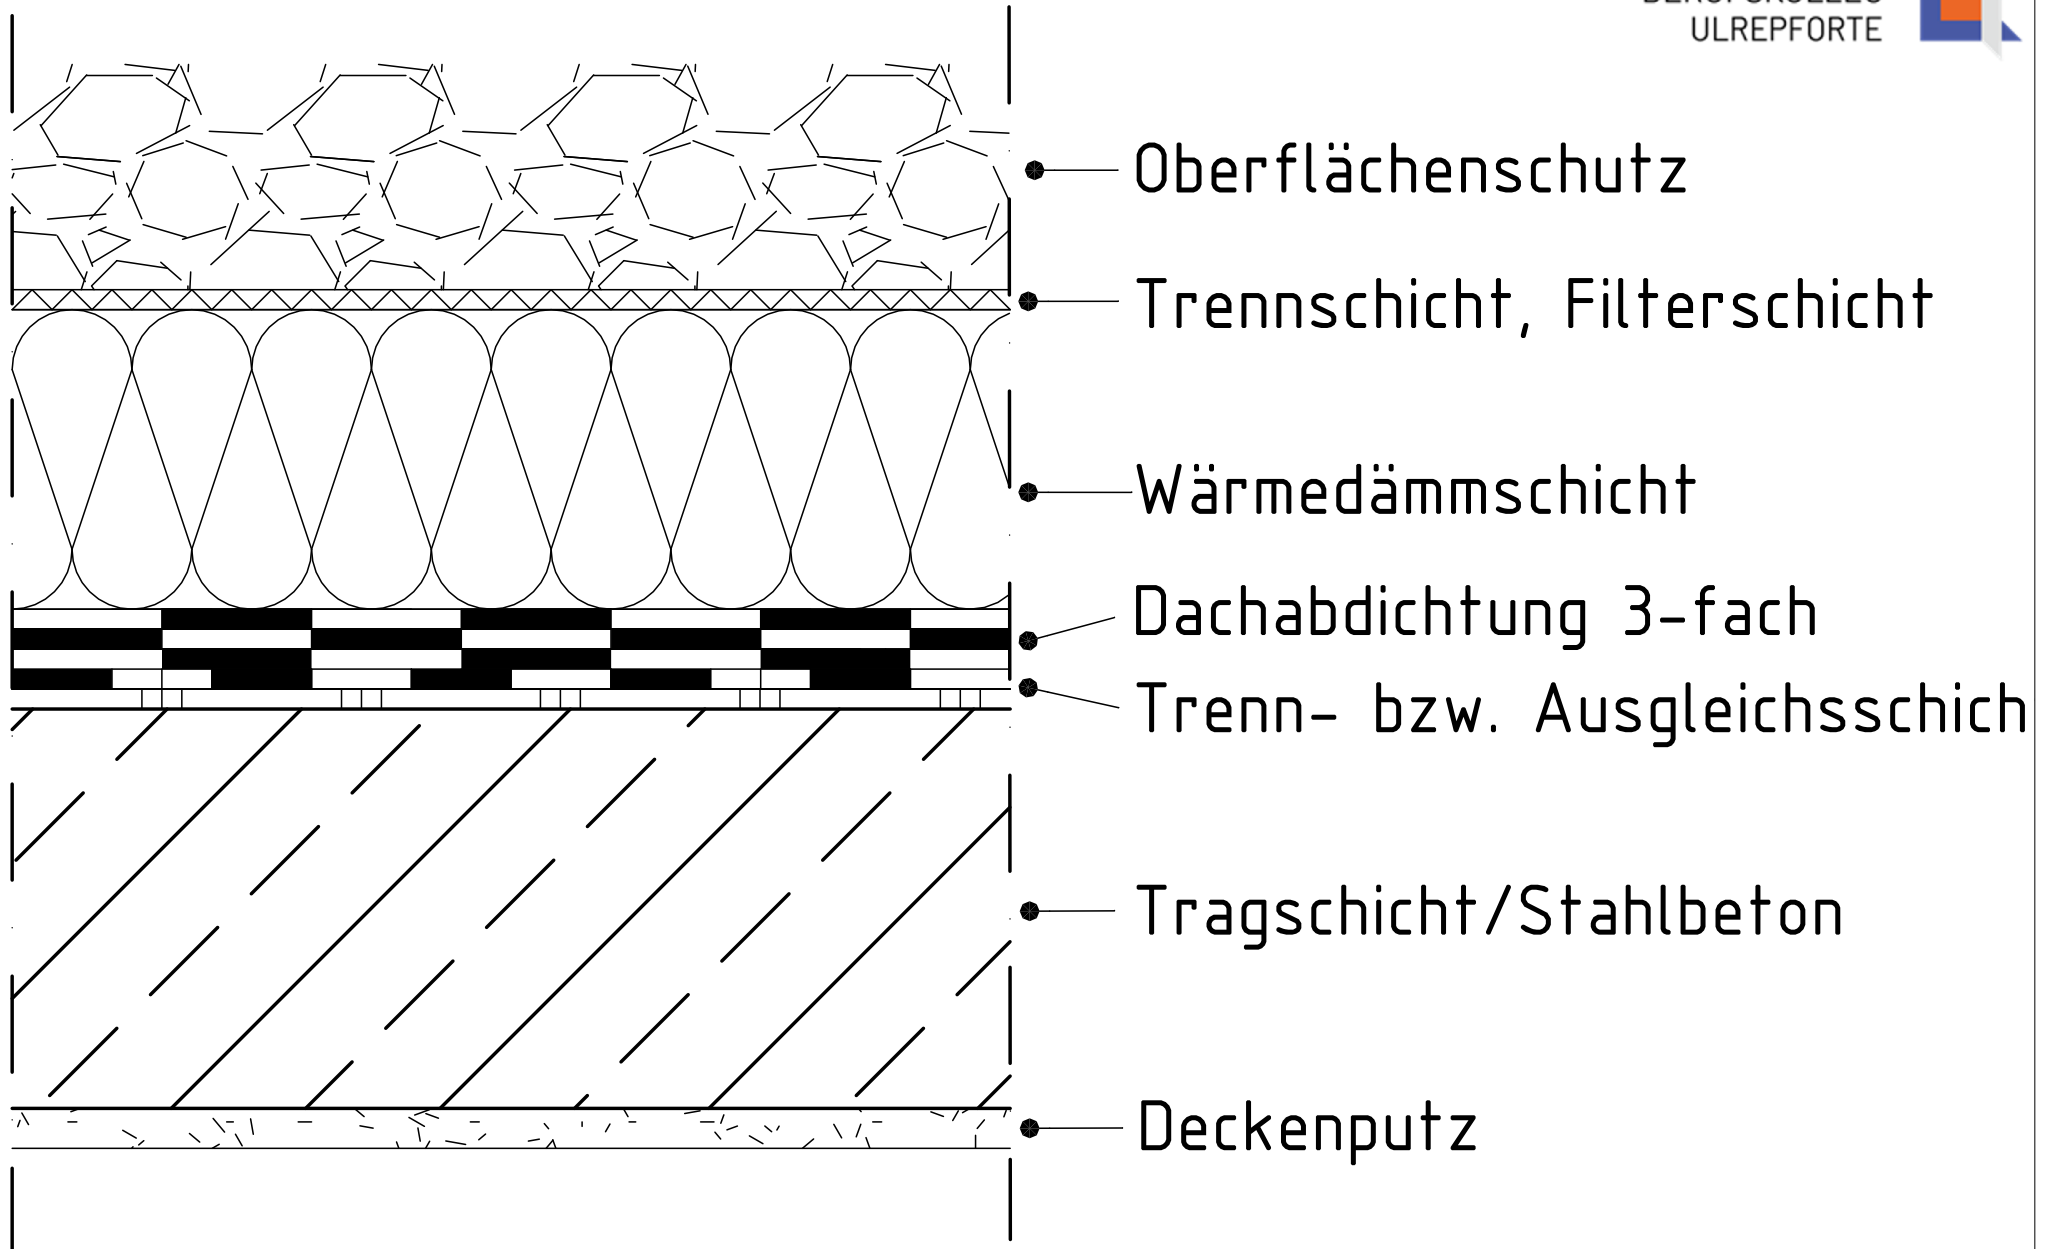 ULREPFORTE
Oberflächenschutz
Trennschicht, Filterschicht
Wärmedämmschicht
Dachabdichtung 3-fach
Trenn- bzw. Ausgleichsschich
Tragschicht/Stahlbeton
Deckenputz